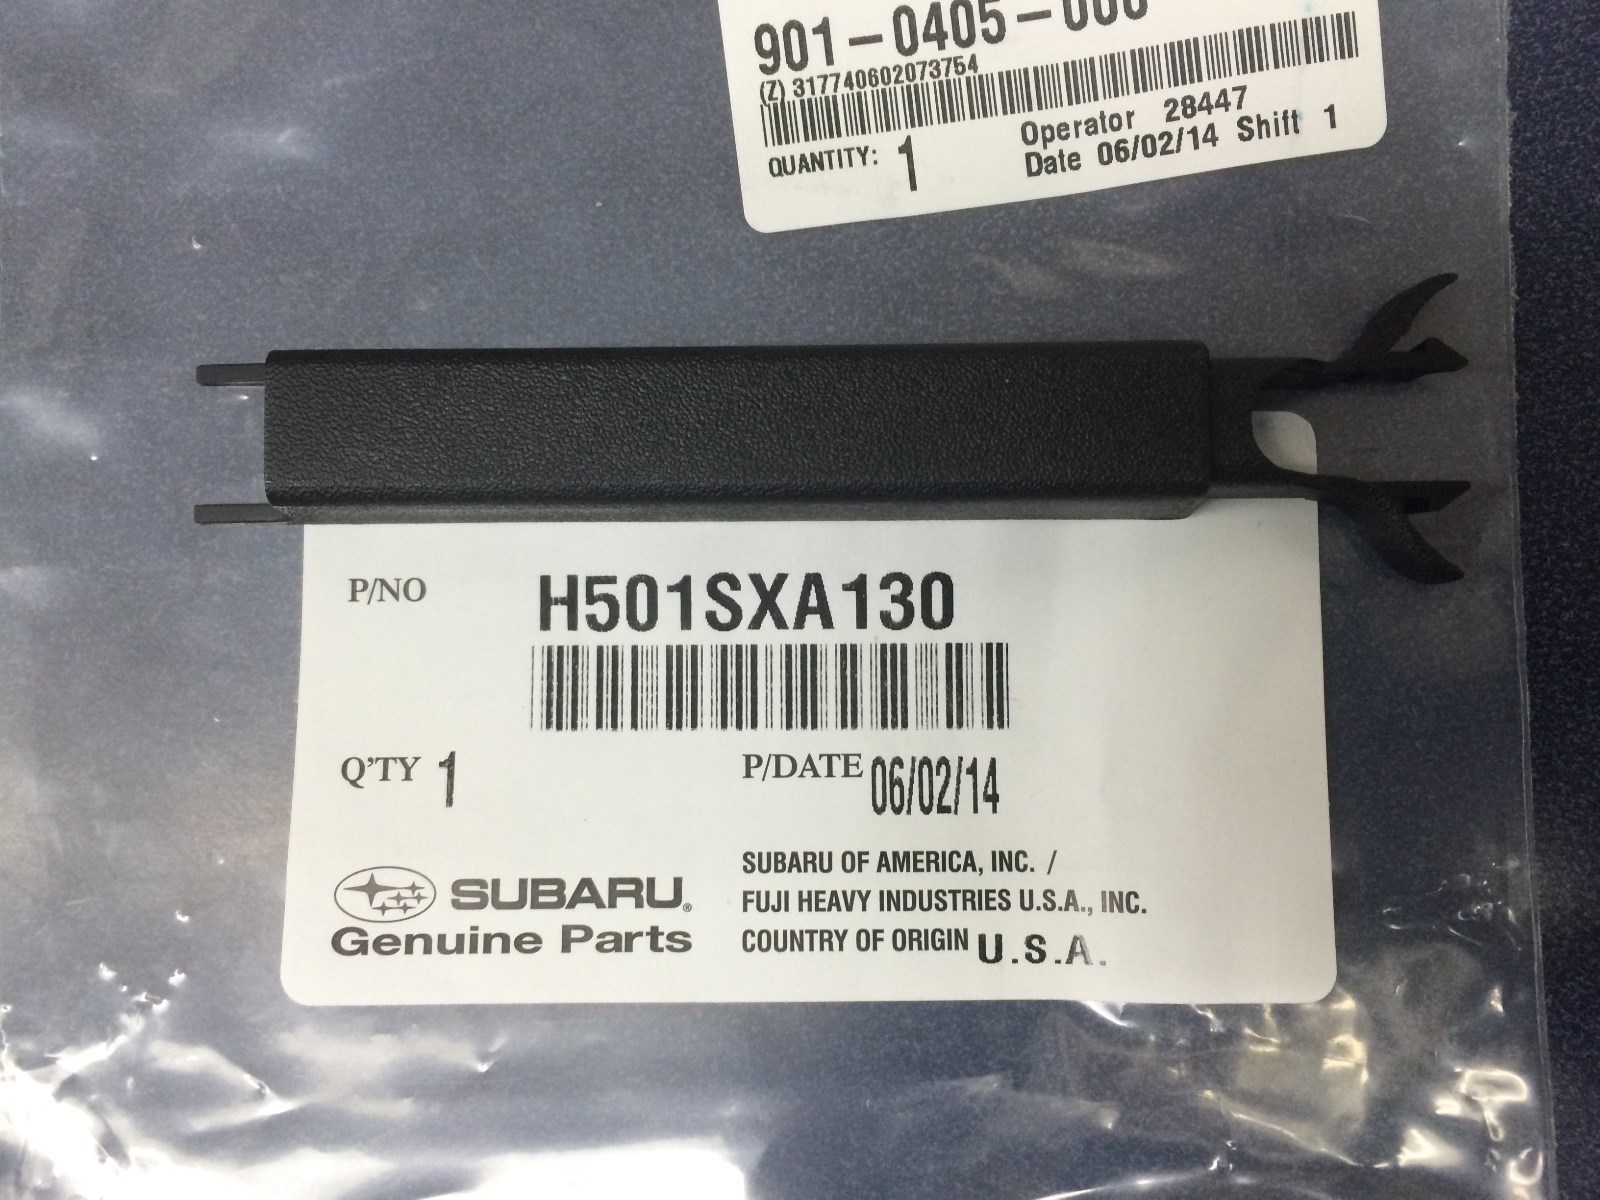 901-0405-000
(Z) 317740602073754
QUANTITY: 1
Operator 28447
Date 06/02/14 Shift 1
P/NO H501SXA130
Q'TY 1 P/DATE 06/02/14
SUBARU®
Genuine Parts
SUBARU OF AMERICA, INC. /
FUJI HEAVY INDUSTRIES U.S.A., INC.
COUNTRY OF ORIGIN U.S.A.